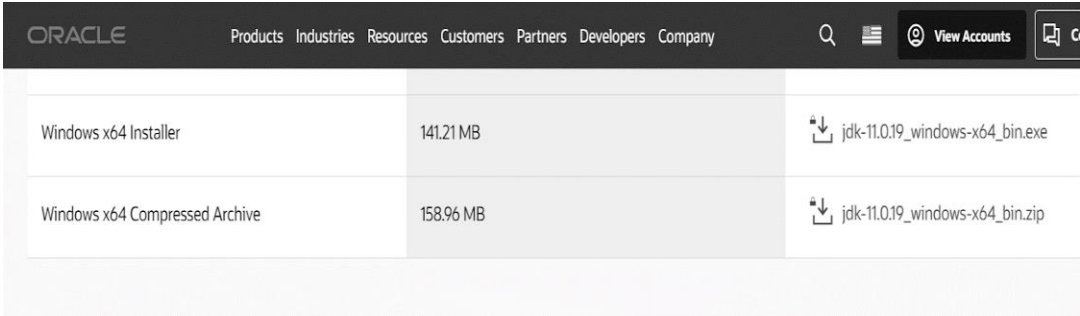 ORACLE Products Industries Resources Customers Partners Developers Company View Accounts
Windows x64 Installer 141.21 MB jdk-11.0.19_windows-x64_bin.exe
Windows x64 Compressed Archive 158.96 MB jdk-11.0.19_windows-x64_bin.zip